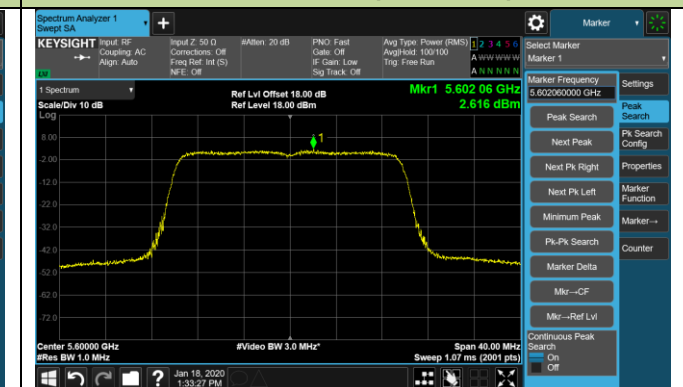 Spectrum Analyzer 1
Swept SA
KEYSIGHT
Input: RF
Coupling: AC
Align: Auto
Input Z: 50 Ω
Corrections: Off
Freq Ref: Int (S)
NFE: Off
#Atten: 20 dB
PNO: Fast
Gate: Off
IF Gain: Low
Sig Track: Off
Avg Type: Power (RMS)
Avg|Hold: 100/100
Trig: Free Run
1 2 3 4 5 6
A W W W W W
A N N N N N
LU
1 Spectrum
Scale/Div 10 dB
Log
Ref Lvl Offset 18.00 dB
Ref Level 18.00 dBm
Mkr1 5.602 06 GHz
2.616 dBm
1
8.00
-2.00
-12.0
-22.0
-32.0
-42.0
-52.0
-62.0
-72.0
Center 5.60000 GHz
#Res BW 1.0 MHz
#Video BW 3.0 MHz*
Span 40.00 MHz
Sweep 1.07 ms (2001 pts)
Jan 18, 2020
1:33:27 PM
Marker
Select Marker
Marker 1
Marker Frequency
5.602060000 GHz
Peak Search
Next Peak
Next Pk Right
Next Pk Left
Minimum Peak
Pk-Pk Search
Marker Delta
Mkr→CF
Mkr→Ref Lvl
Continuous Peak
Search
On
Off
Settings
Peak
Search
Pk Search
Config
Properties
Marker
Function
Marker→
Counter